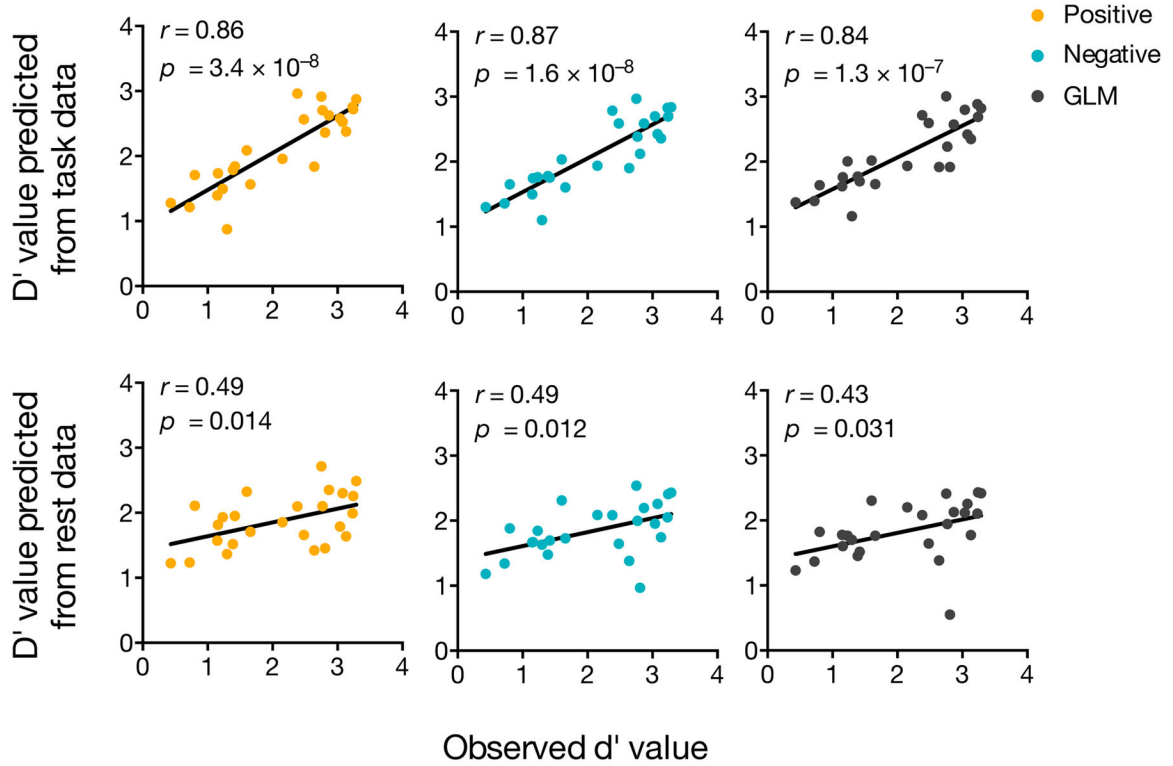 Positive
Negative
GLM
D' value predicted
from task data
r = 0.86
p = 3.4 × 10⁻⁸
4
3
2
1
0
0 1 2 3 4
r = 0.87
p = 1.6 × 10⁻⁸
4
3
2
1
0
0 1 2 3 4
r = 0.84
p = 1.3 × 10⁻⁷
4
3
2
1
0
0 1 2 3 4
D' value predicted
from rest data
r = 0.49
p = 0.014
4
3
2
1
0
0 1 2 3 4
r = 0.49
p = 0.012
4
3
2
1
0
0 1 2 3 4
r = 0.43
p = 0.031
4
3
2
1
0
0 1 2 3 4
Observed d' value